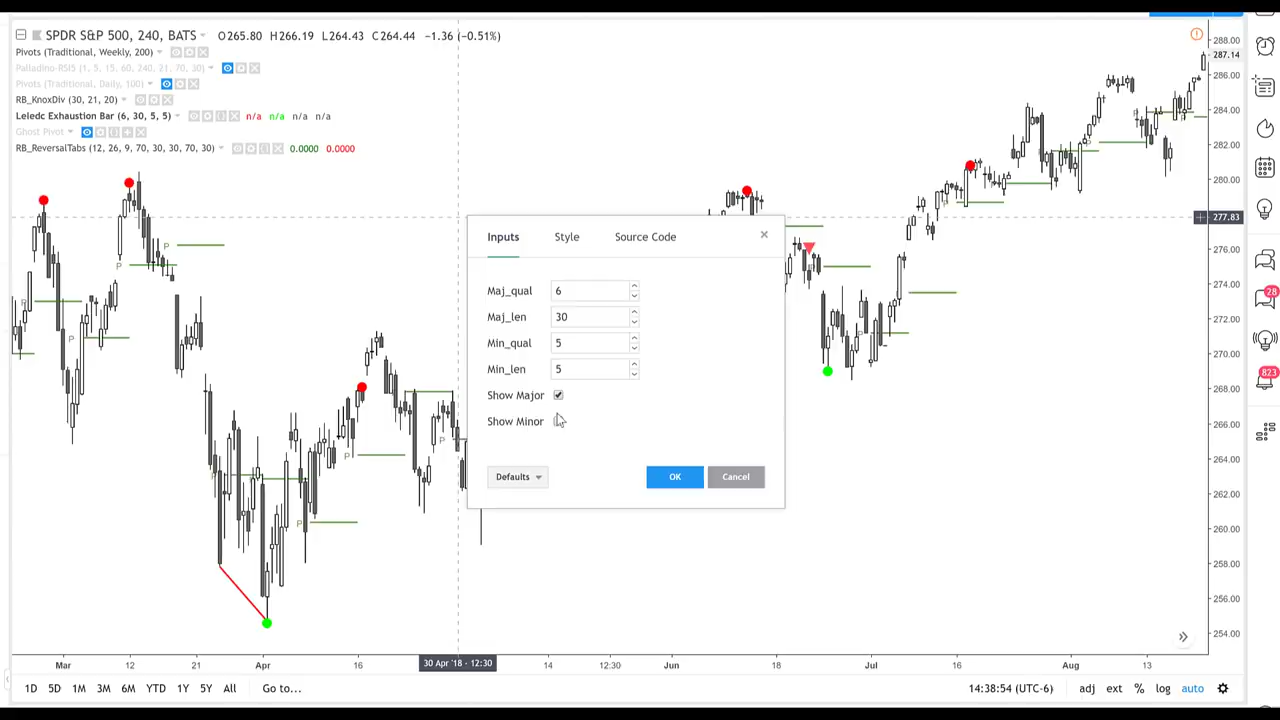 SPDR S&P 500, 240, BATS O265.80 H266.19 L264.43 C264.44 −1.36 (−0.51%)
Pivots (Traditional, Weekly, 200)
Palladino-RSI5 (1, 5, 15, 60, 240, 21, 70, 30)
Pivots (Traditional, Daily, 100)
RB_KnoxDiv (30, 21, 20)
Leledc Exhaustion Bar (6, 30, 5, 5) n/a n/a n/a n/a
Ghost Pivot
RB_ReversalTabs (12, 26, 9, 70, 30, 30, 70, 30) 0.0000 0.0000
288.00
287.14
286.00
284.00
282.00
280.00
277.83
276.00
274.00
272.00
270.00
268.00
266.00
264.00
262.00
260.00
258.00
256.00
254.00
28
823
P
P
P
P
P
P
P
P
P
Inputs Style Source Code
Maj_qual 6
Maj_len 30
Min_qual 5
Min_len 5
Show Major
Show Minor
Defaults OK Cancel
Mar 12 21 Apr 16 30 Apr '18 - 12:30 14 12:30 Jun 18 Jul 16 Aug 13
1D 5D 1M 3M 6M YTD 1Y 5Y All Go to... 14:38:54 (UTC-6) adj ext % log auto